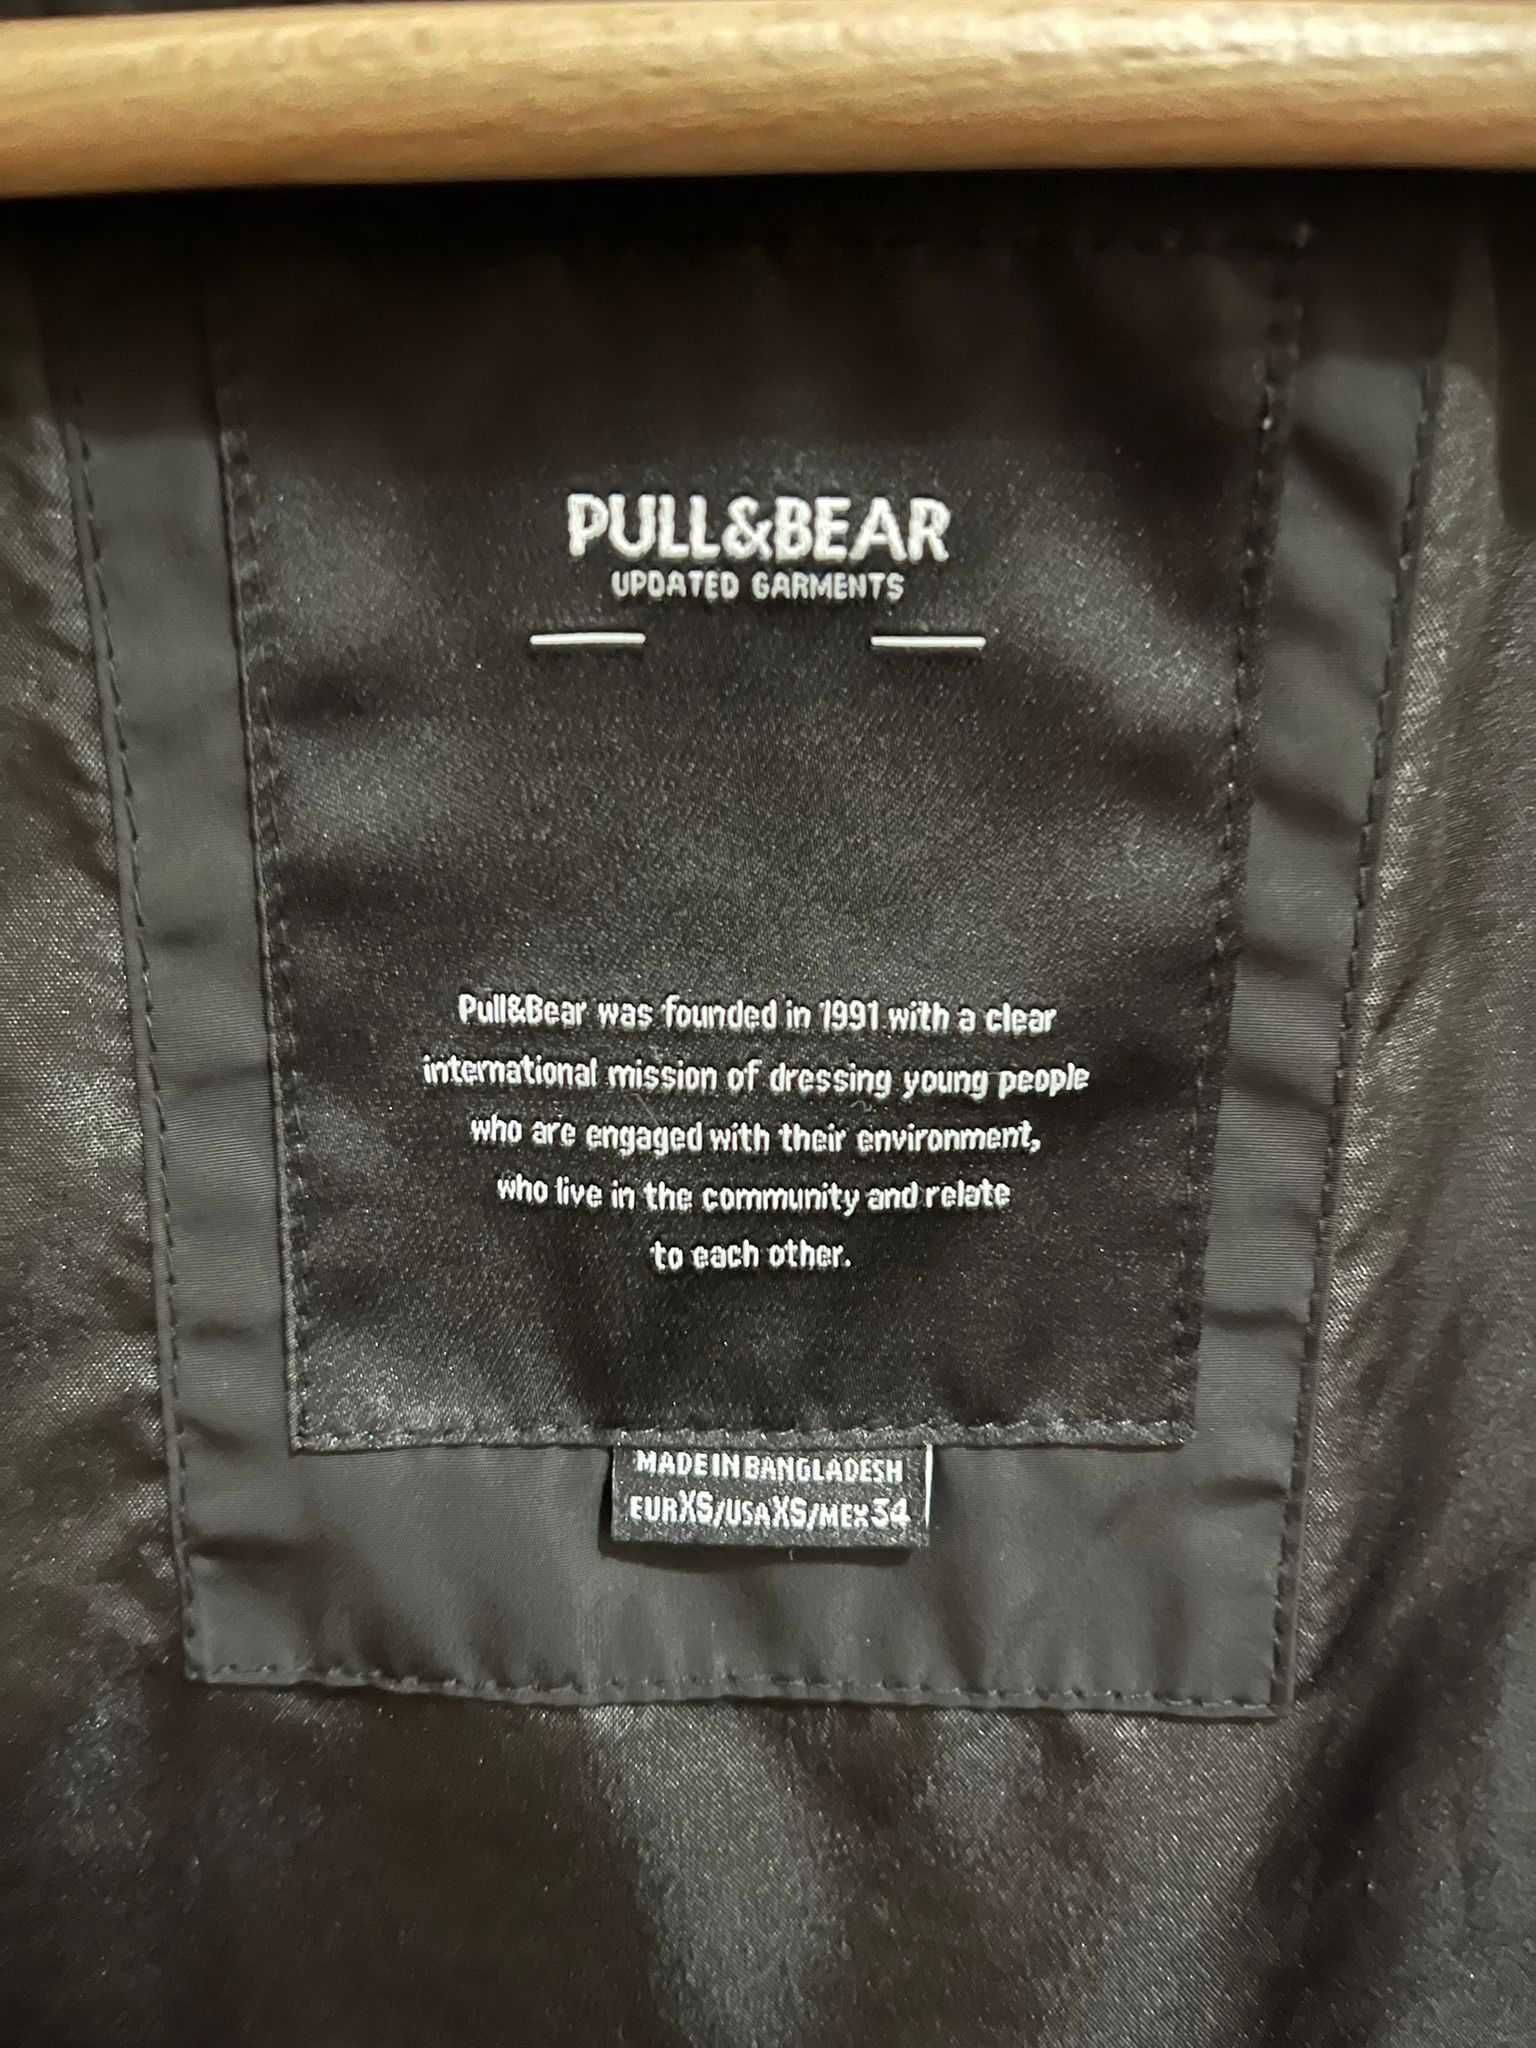 PULL&BEAR
UPDATED GARMENTS
Pull&Bear was founded in 1991 with a clear
international mission of dressing young people
who are engaged with their environment,
who live in the community and relate
to each other.
MADE IN BANGLADESH
EURXS/USAXS/MEX34